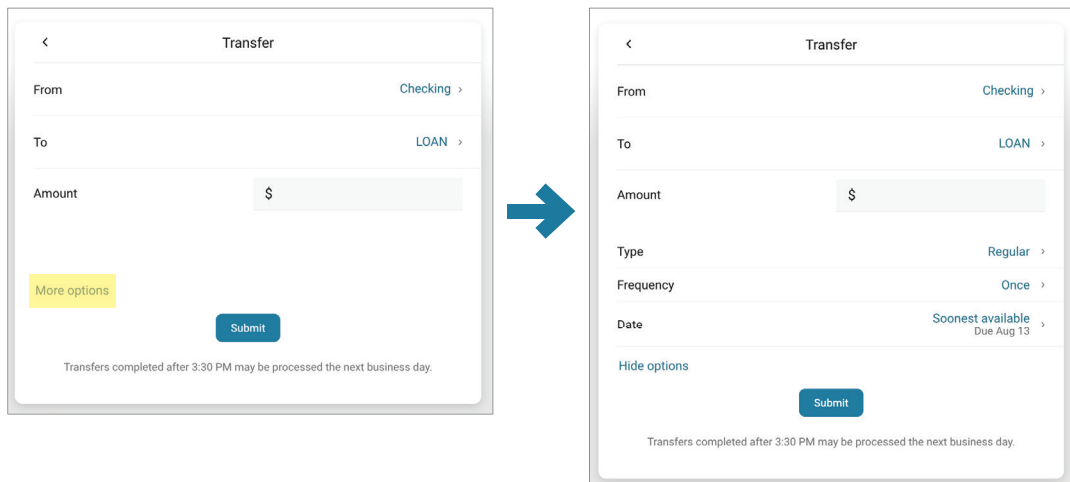 Transfer
From
Checking
To
LOAN
Amount
$
More options
Submit
Transfers completed after 3:30 PM may be processed the next business day.
Transfer
From
Checking
To
LOAN
Amount
$
Type
Regular
Frequency
Once
Date
Soonest available
Due Aug 13
Hide options
Submit
Transfers completed after 3:30 PM may be processed the next business day.